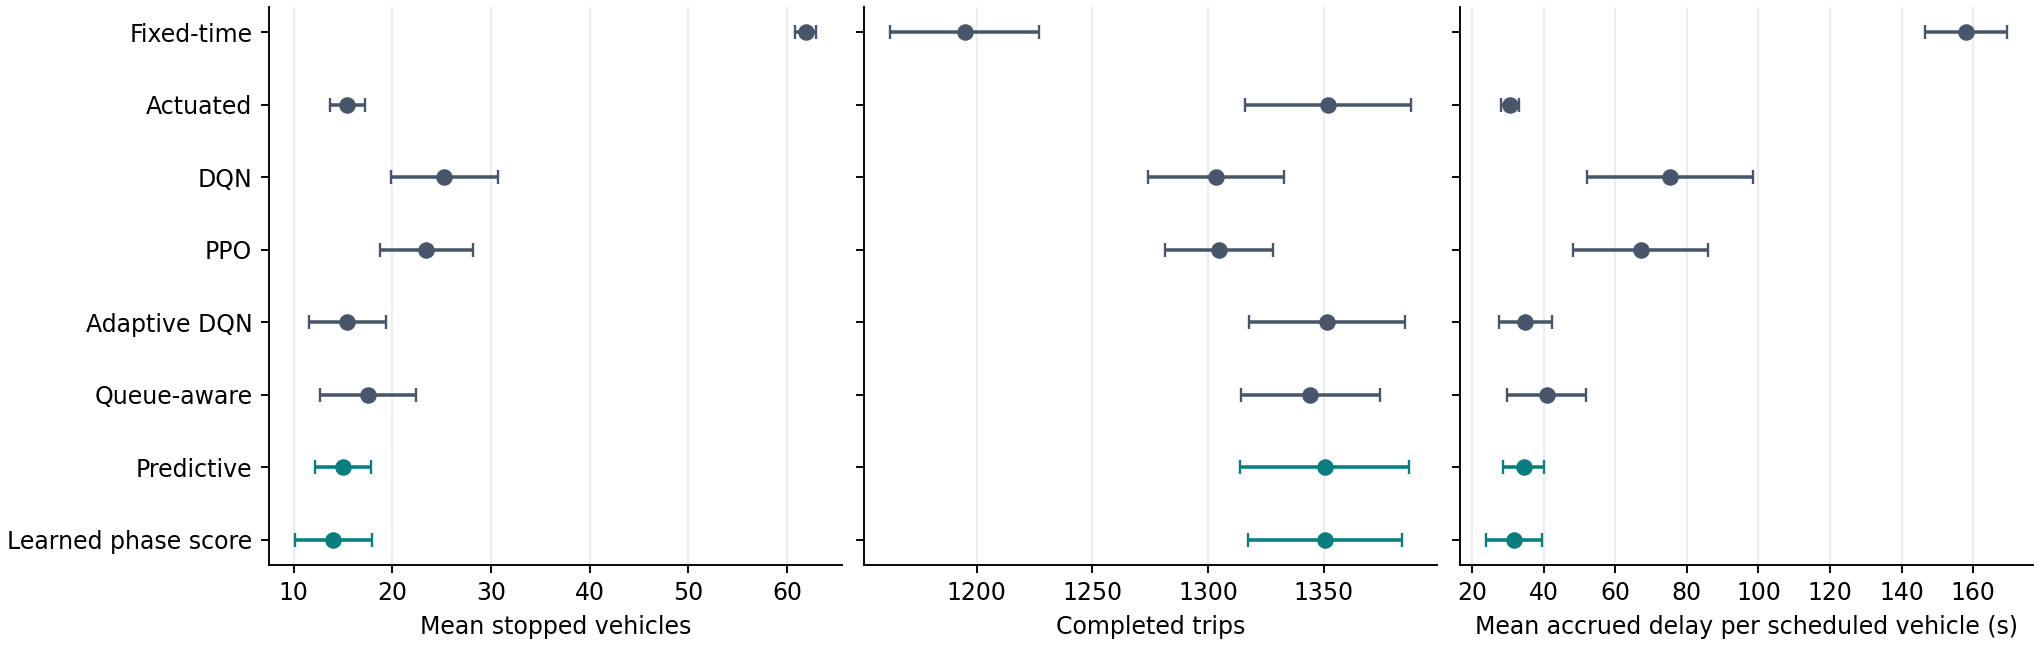 Fixed-time
Actuated
DQN
PPO
Adaptive DQN
Queue-aware
Predictive
Learned phase score
10 20 30 40 50 60
Mean stopped vehicles
1200 1250 1300 1350
Completed trips
20 40 60 80 100 120 140 160
Mean accrued delay per scheduled vehicle (s)